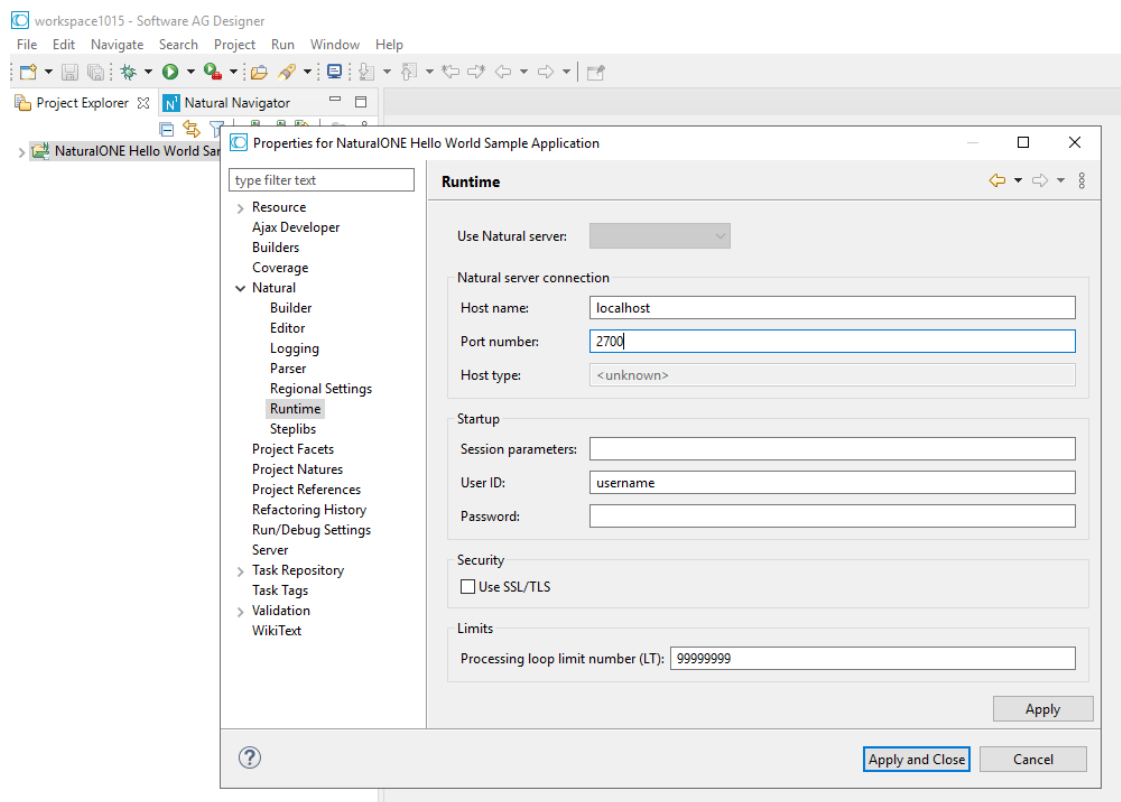 workspace1015 - Software AG Designer
File Edit Navigate Search Project Run Window Help
Project Explorer
N Natural Navigator
NaturalONE Hello World Sar
Properties for NaturalONE Hello World Sample Application
type filter text
Resource
Ajax Developer
Builders
Coverage
Natural
Builder
Editor
Logging
Parser
Regional Settings
Runtime
Steplibs
Project Facets
Project Natures
Project References
Refactoring History
Run/Debug Settings
Server
Task Repository
Task Tags
Validation
WikiText
Runtime
Use Natural server:
Natural server connection
Host name: localhost
Port number: 2700
Host type: <unknown>
Startup
Session parameters:
User ID: username
Password:
Security
Use SSL/TLS
Limits
Processing loop limit number (LT): 99999999
Apply
?
Apply and Close Cancel